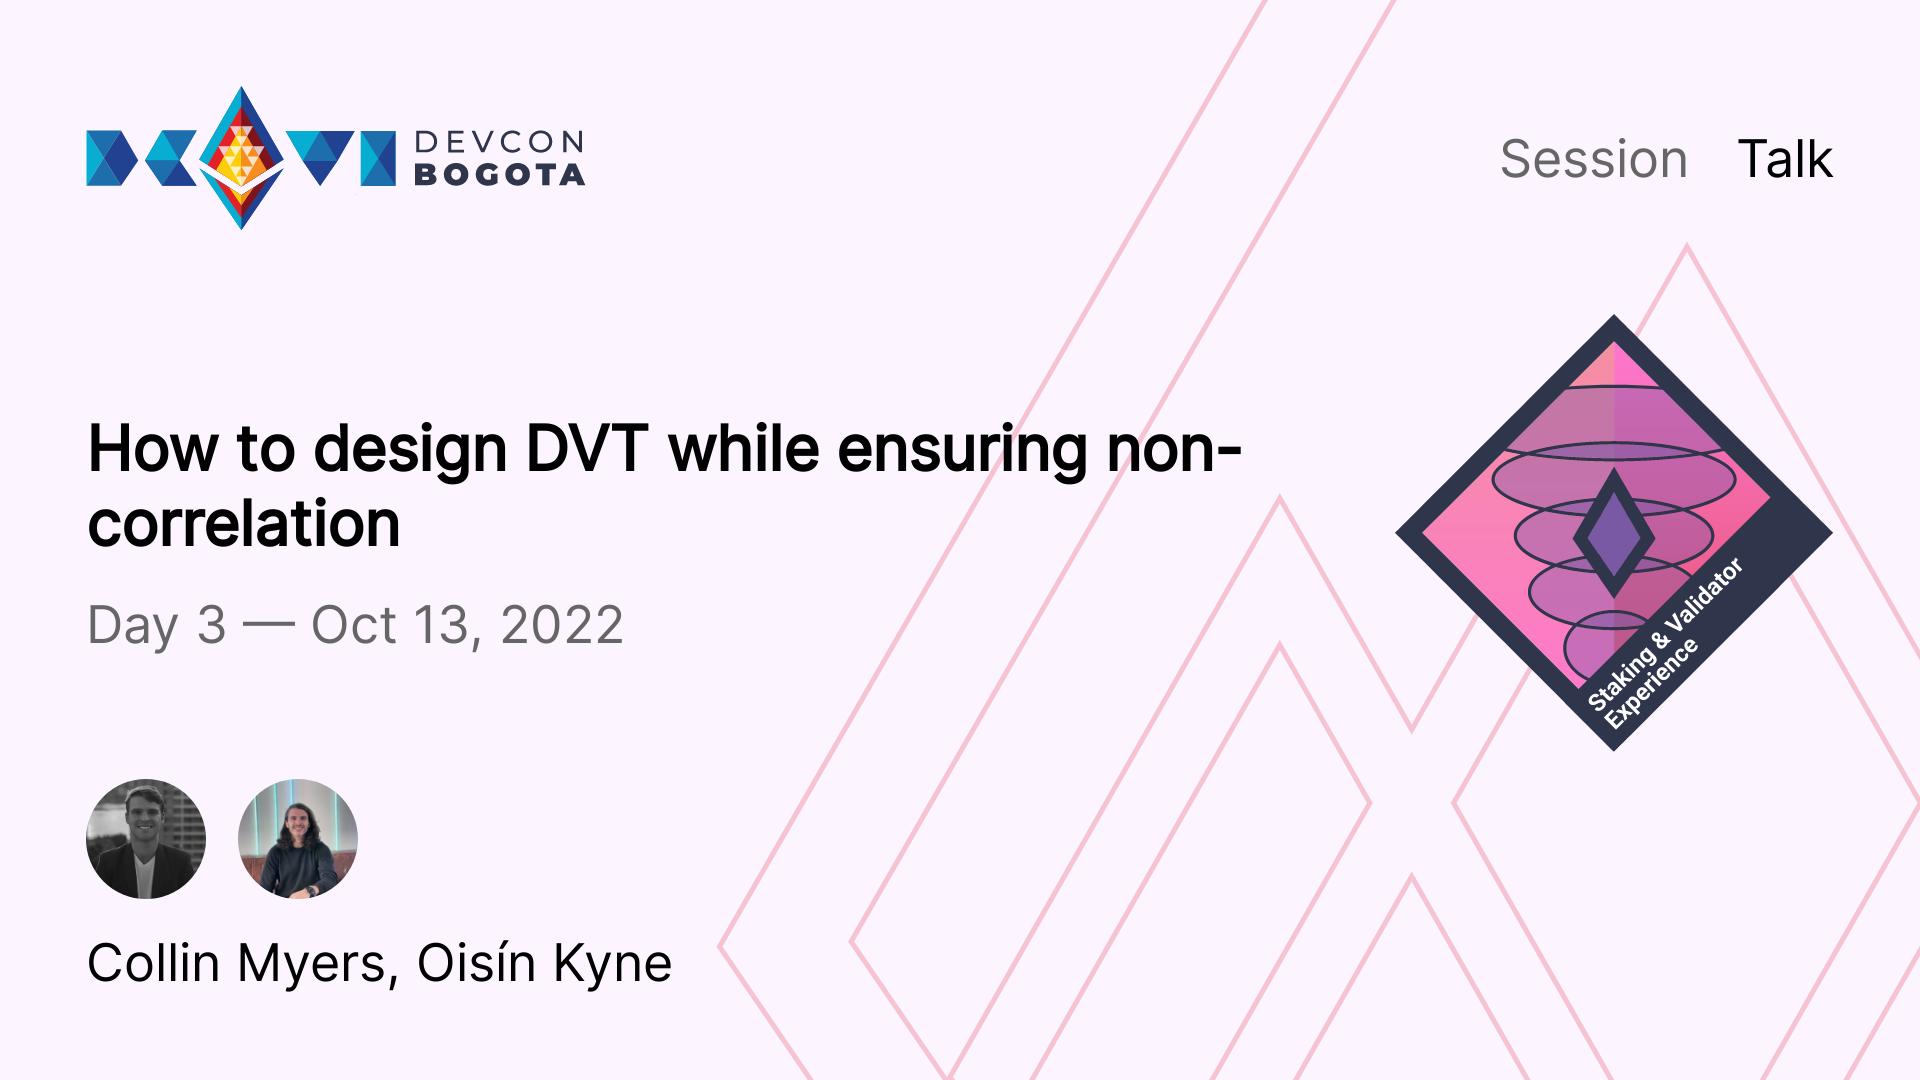 DEVCON
BOGOTA
Session Talk
How to design DVT while ensuring non-
correlation
Day 3 — Oct 13, 2022
Staking & Validator
Experience
Collin Myers, Oisín Kyne